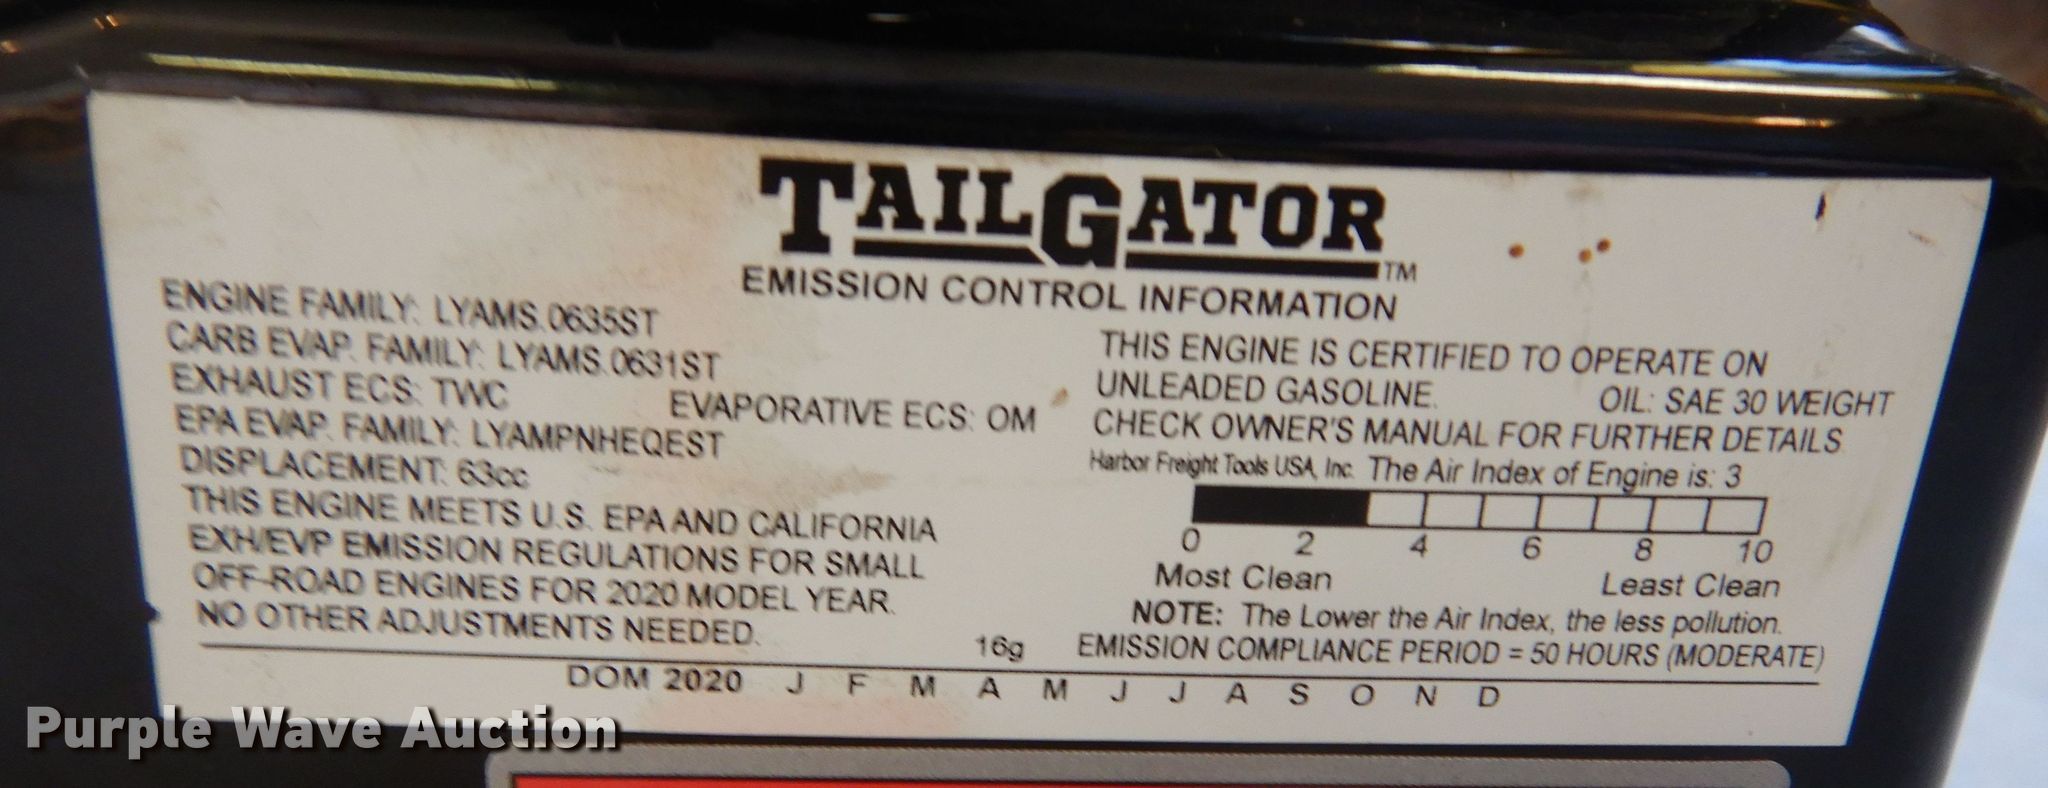 TAILGATOR™
EMISSION CONTROL INFORMATION
ENGINE FAMILY: LYAMS.0635ST
CARB EVAP. FAMILY: LYAMS.0631ST
EXHAUST ECS: TWC
EVAPORATIVE ECS: OM
EPA EVAP. FAMILY: LYAMPNHEQEST
DISPLACEMENT: 63cc
THIS ENGINE MEETS U.S. EPA AND CALIFORNIA
EXH/EVP EMISSION REGULATIONS FOR SMALL
OFF-ROAD ENGINES FOR 2020 MODEL YEAR.
NO OTHER ADJUSTMENTS NEEDED.
THIS ENGINE IS CERTIFIED TO OPERATE ON
UNLEADED GASOLINE. OIL: SAE 30 WEIGHT
CHECK OWNER'S MANUAL FOR FURTHER DETAILS
Harbor Freight Tools USA, Inc. The Air Index of Engine is: 3
0 2 4 6 8 10
Most Clean Least Clean
NOTE: The Lower the Air Index, the less pollution.
16g EMISSION COMPLIANCE PERIOD = 50 HOURS (MODERATE)
DOM 2020 J F M A M J J A S O N D
Purple Wave Auction